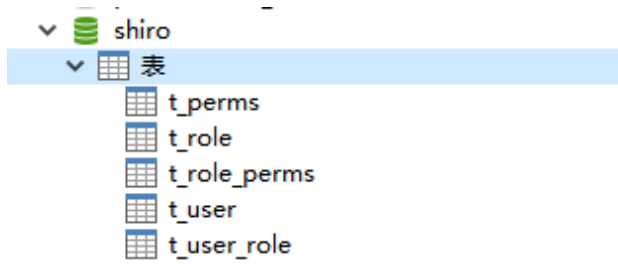 shiro
表
t_perms
t_role
t_role_perms
t_user
t_user_role